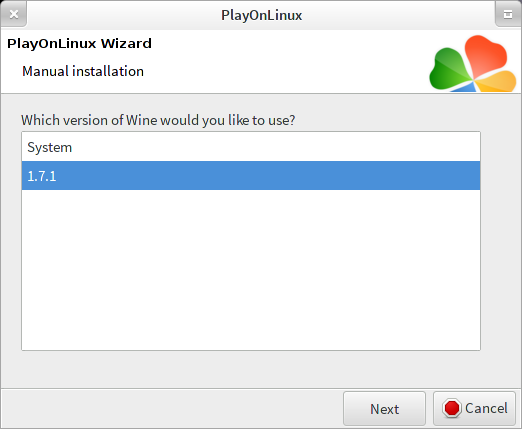 PlayOnLinux
PlayOnLinux Wizard
Manual installation
Which version of Wine would you like to use?
System
1.7.1
Next
Cancel